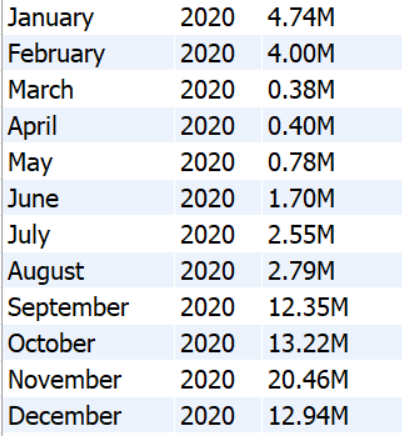 January 2020 4.74M
February 2020 4.00M
March 2020 0.38M
April 2020 0.40M
May 2020 0.78M
June 2020 1.70M
July 2020 2.55M
August 2020 2.79M
September 2020 12.35M
October 2020 13.22M
November 2020 20.46M
December 2020 12.94M